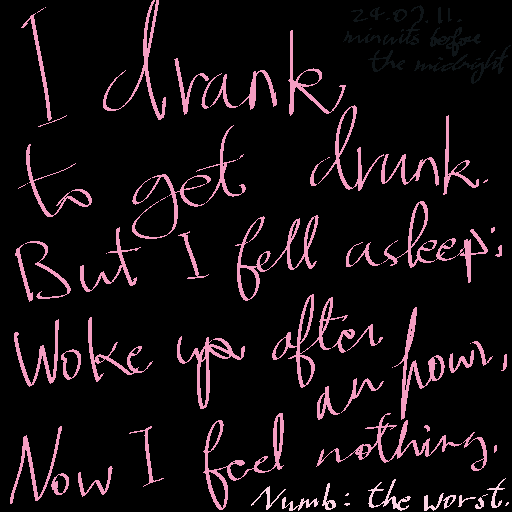 24.07.11.
minuits before
the midnight
I drank,
to get drunk.
But I fell asleep;
Woke up after
an hour,
Now I feel nothing.
Numb: the worst.